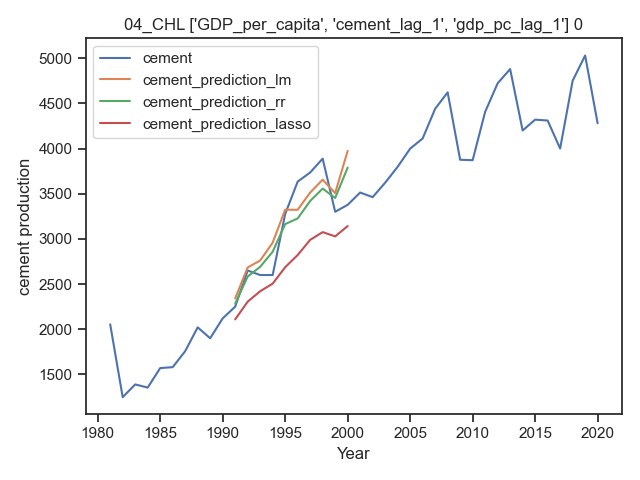 04_CHL ['GDP_per_capita', 'cement_lag_1', 'gdp_pc_lag_1'] 0
cement
cement_prediction_lm
cement_prediction_rr
cement_prediction_lasso
cement production
5000
4500
4000
3500
3000
2500
2000
1500
1980 1985 1990 1995 2000 2005 2010 2015 2020
Year